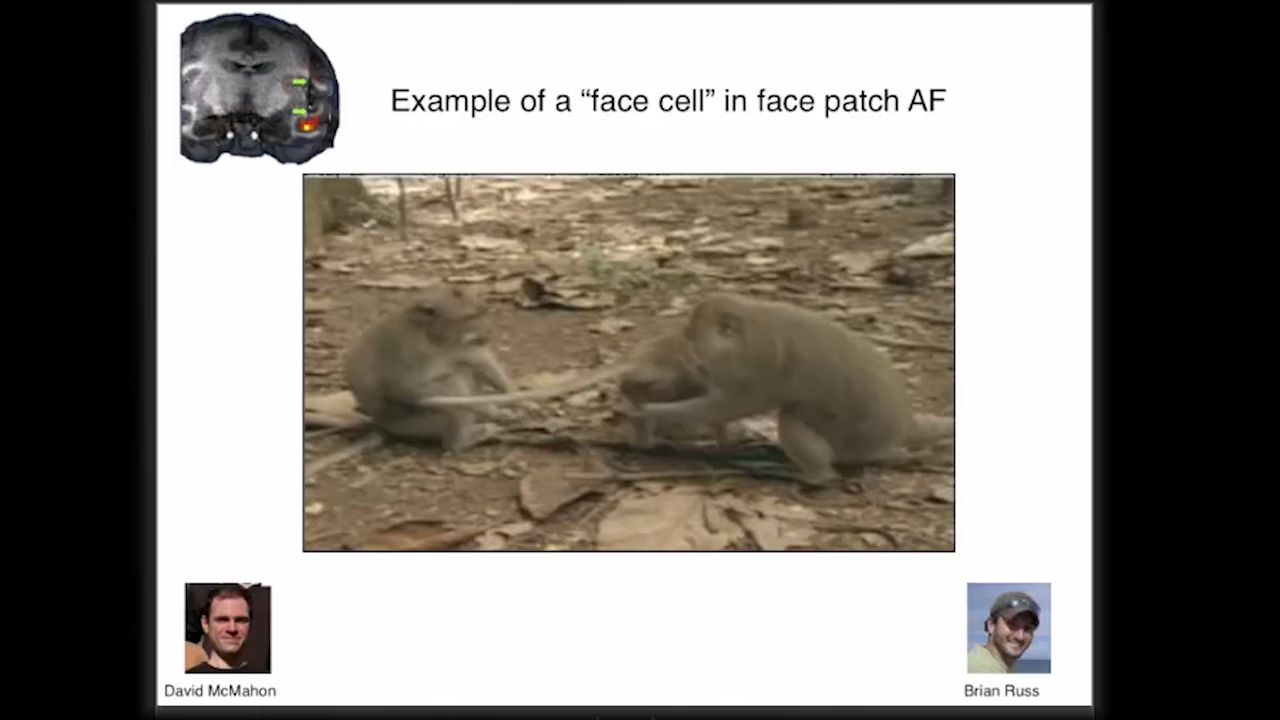 Example of a “face cell” in face patch AF
David McMahon
Brian Russ